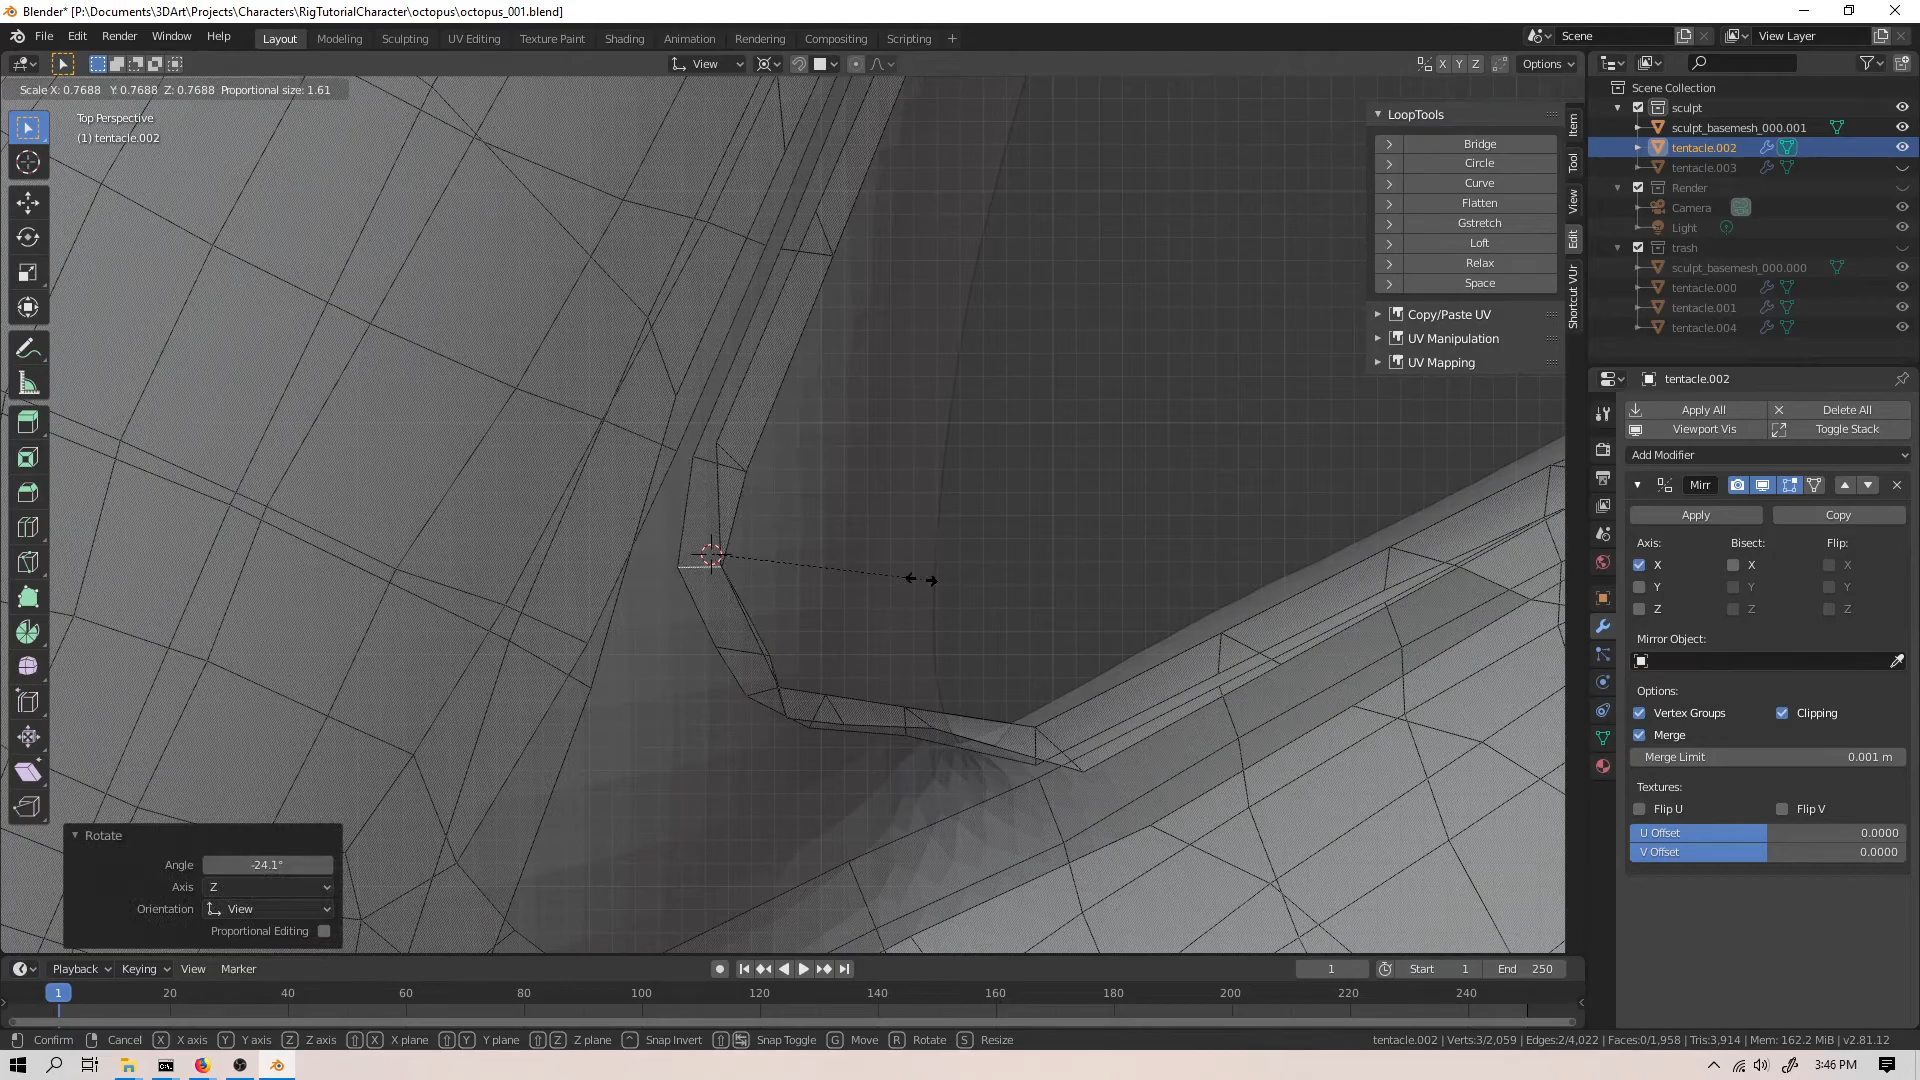 Blender* [P:\Documents\3DArt\Projects\Characters\RigTutorialCharacter\octopus\octopus_001.blend]
File Edit Render Window Help Layout Modeling Sculpting UV Editing Texture Paint Shading Animation Rendering Compositing Scripting + Scene View Layer
View X Y Z Options
Scale X: 0.7688 Y: 0.7688 Z: 0.7688 Proportional size: 1.61
Top Perspective
(1) tentacle.002
LoopTools
Bridge
Circle
Curve
Flatten
Gstretch
Loft
Relax
Space
Copy/Paste UV
UV Manipulation
UV Mapping
Item
Tool
View
Edit
Shortcut VUr
Scene Collection
sculpt
sculpt_basemesh_000.001
tentacle.002
tentacle.003
Render
Camera
Light
trash
sculpt_basemesh_000.000
tentacle.000
tentacle.001
tentacle.004
tentacle.002
Apply All Delete All
Viewport Vis Toggle Stack
Add Modifier
Mirr
Apply Copy
Axis: Bisect: Flip:
X X X
Y Y Y
Z Z Z
Mirror Object:
Options:
Vertex Groups Clipping
Merge
Merge Limit 0.001 m
Textures:
Flip U Flip V
U Offset 0.0000
V Offset 0.0000
Rotate
Angle -24.1°
Axis Z
Orientation View
Proportional Editing
Playback Keying View Marker 1 Start 1 End 250
1 20 40 60 80 100 120 140 160 180 200 220 240
Confirm Cancel X X axis Y Y axis Z Z axis X X plane Y Y plane Z Z plane Snap Invert Snap Toggle G Move R Rotate S Resize tentacle.002 | Verts:3/2,059 | Edges:2/4,022 | Faces:0/1,958 | Tris:3,914 | Mem: 162.2 MiB | v2.81.12
3:46 PM